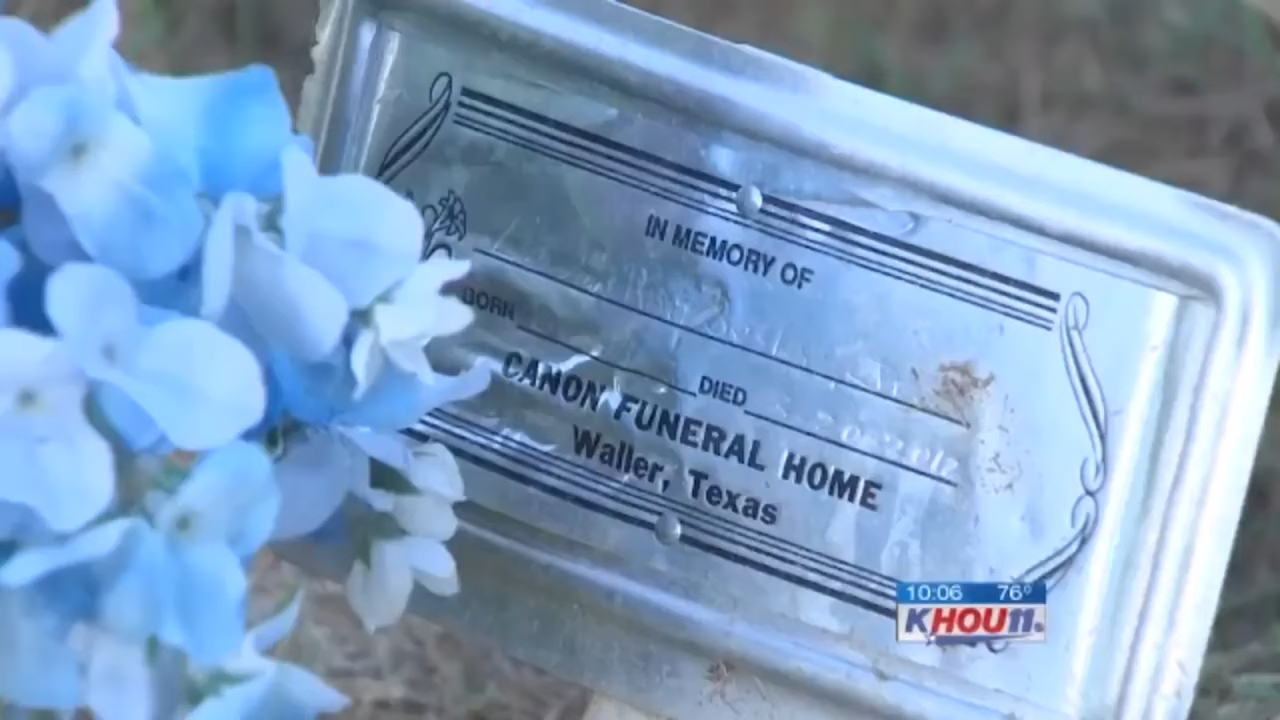 IN MEMORY OF
BORN DIED
CANON FUNERAL HOME
Waller, Texas
10:06 76°
KHOU11.